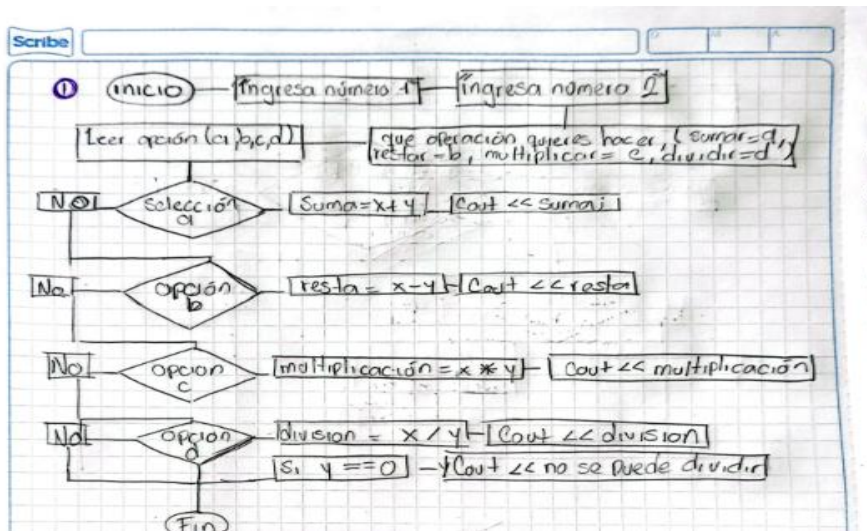 Scribe
1 inicio Ingresa número 1 ingresa número 2
Leer opción (a,b,c,d) que operación quieres hacer, (sumar=a,
restar=b, multiplicar= c, dividir=d)
NO Selección a Suma=x+y Cout << suma;
No opción b resta= x-y Cout << resta
No opcion c multiplicación = x * y Cout << multiplicación
No opción d division = x / y Cout << division
Si y ==0 Cout << no se puede dividir
Fin